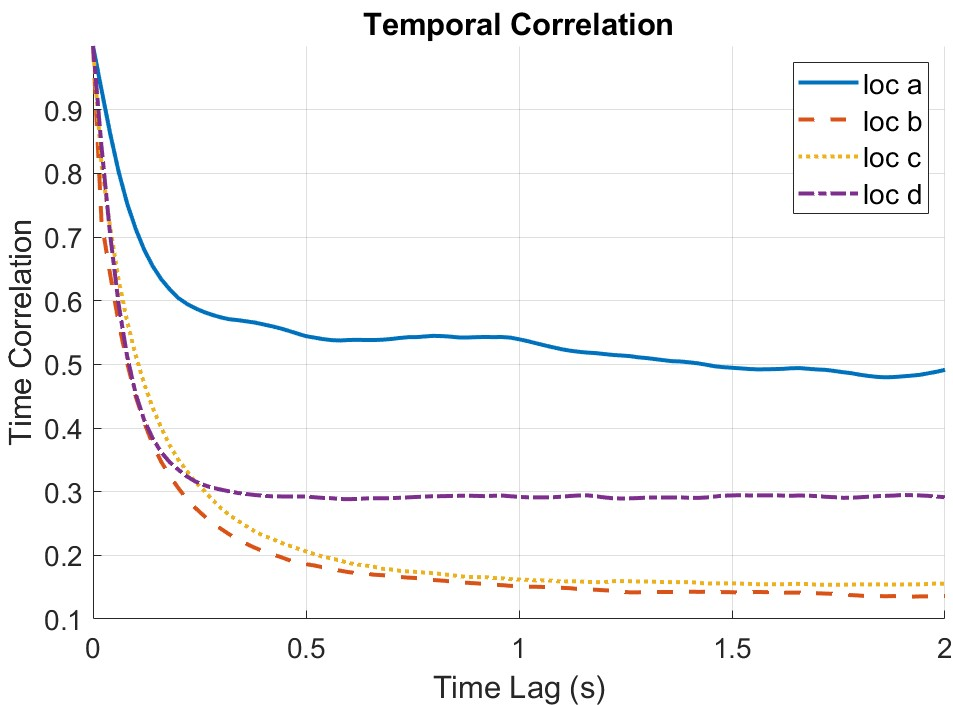 Temporal Correlation
loc a
loc b
loc c
loc d
Time Correlation
0.9
0.8
0.7
0.6
0.5
0.4
0.3
0.2
0.1
0 0.5 1 1.5 2
Time Lag (s)